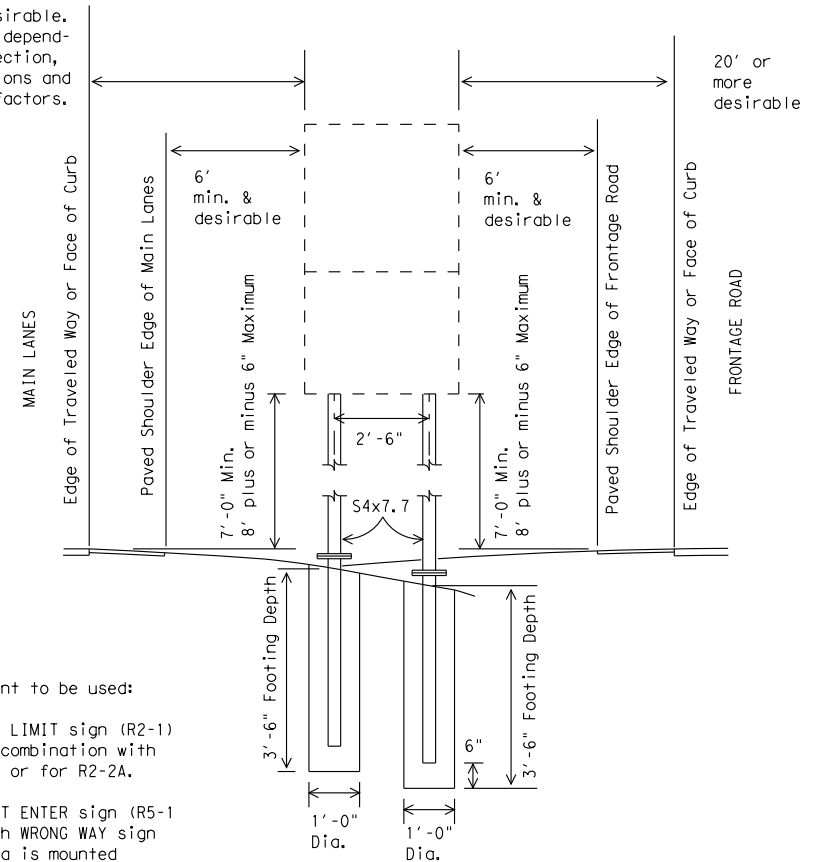 sirable.
depend-
ection,
ons and
factors.
20' or
more
desirable
6'
min. &
desirable
6'
min. &
desirable
MAIN LANES
Edge of Traveled Way or Face of Curb
Paved Shoulder Edge of Main Lanes
7'-0" Min.
8' plus or minus 6" Maximum
2'-6"
S4x7.7
7'-0" Min.
8' plus or minus 6" Maximum
Paved Shoulder Edge of Frontage Road
Edge of Traveled Way or Face of Curb
FRONTAGE ROAD
3'-6" Footing Depth
3'-6" Footing Depth
6"
1'-0"
Dia.
1'-0"
Dia.
nt to be used:
LIMIT sign (R2-1)
combination with
or for R2-2A.
T ENTER sign (R5-1
h WRONG WAY sign
a is mounted